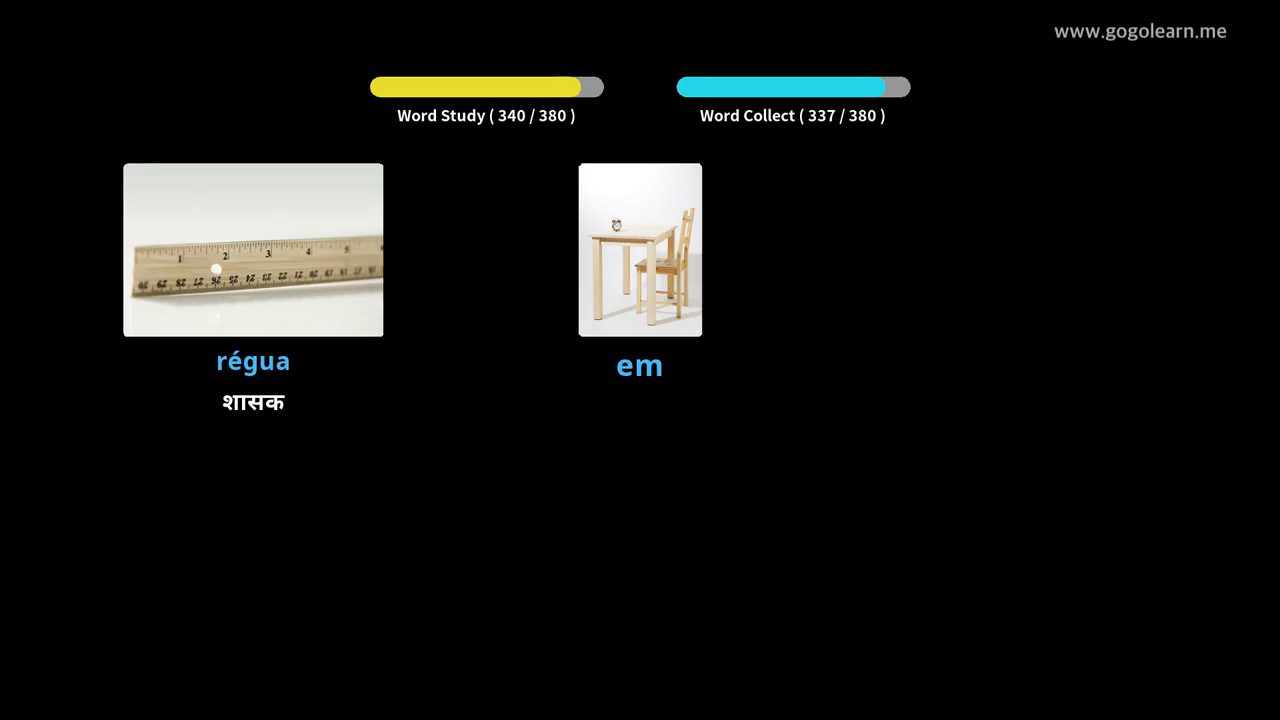 www.gogolearn.me
Word Study ( 340 / 380 )
Word Collect ( 337 / 380 )
régua
शासक
em